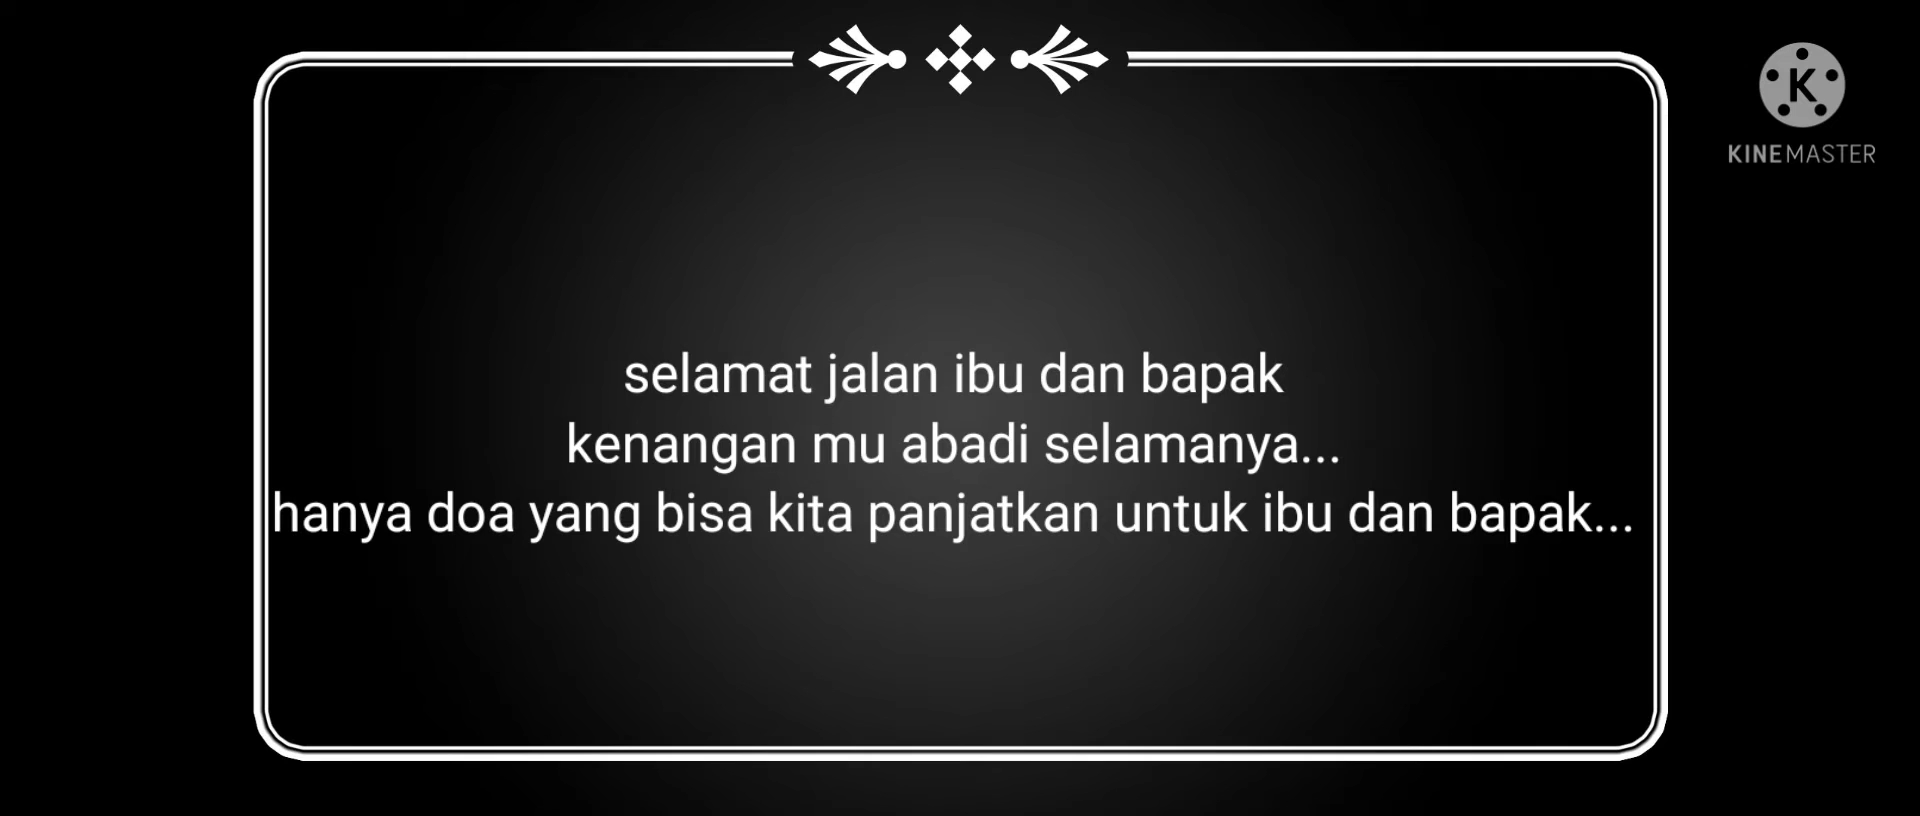 K
KINEMASTER
selamat jalan ibu dan bapak
kenangan mu abadi selamanya...
hanya doa yang bisa kita panjatkan untuk ibu dan bapak...